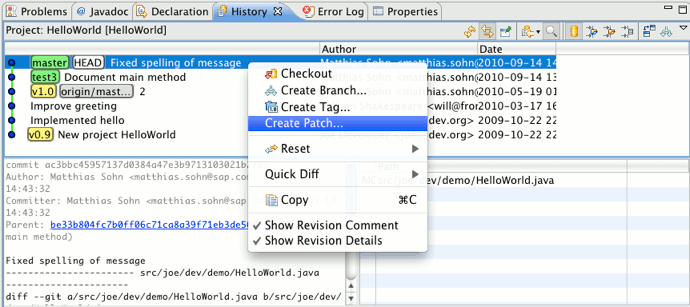 Problems @ Javadoc Declaration History Error Log Properties
Project: HelloWorld [HelloWorld]
Author Date
master HEAD Fixed spelling of message Matthias Sohn <matthias.sohn@ 2010-09-14 14
test3 Document main method 2010-09-14 14
v1.0 origin/mast... 2 2010-05-19 01
Improve greeting Shakespeare <will@fror 2010-03-17 16
Implemented hello dev.org> 2009-10-22 22
v0.9 New project HelloWorld dev.org> 2009-10-22 22
Checkout
Create Branch...
Create Tag...
Create Patch...
Reset
Quick Diff
Copy ⌘C
✓ Show Revision Comment
✓ Show Revision Details
commit ac3bbc45957137d0384a47e3b9713103021b
Author: Matthias Sohn <matthias.sohn@sap.com
14:43:32
Committer: Matthias Sohn <matthias.sohn@sap
14:43:32
Parent: be33b804fc7b0ff06c71ca8a39f71eb3de5
main method)
Fixed spelling of message
---------------------- src/joe/dev/demo/HelloWorld.java
----------------------
diff --git a/src/joe/dev/demo/HelloWorld.java b/src/joe/dev/
Path
/dev/demo/HelloWorld.java